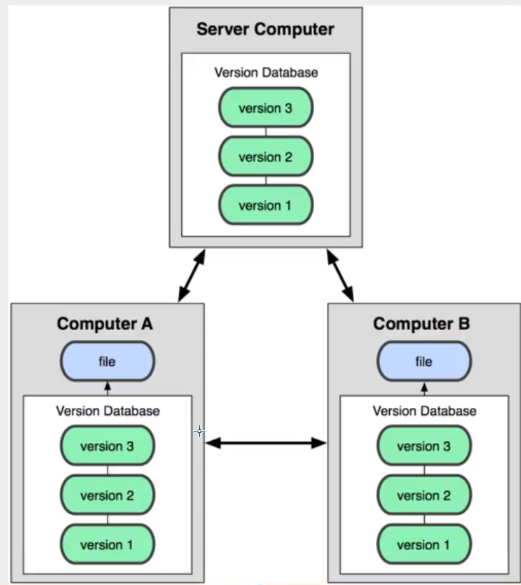 Server Computer
Version Database
version 3
version 2
version 1
Computer A
file
Version Database
version 3
version 2
version 1
Computer B
file
Version Database
version 3
version 2
version 1